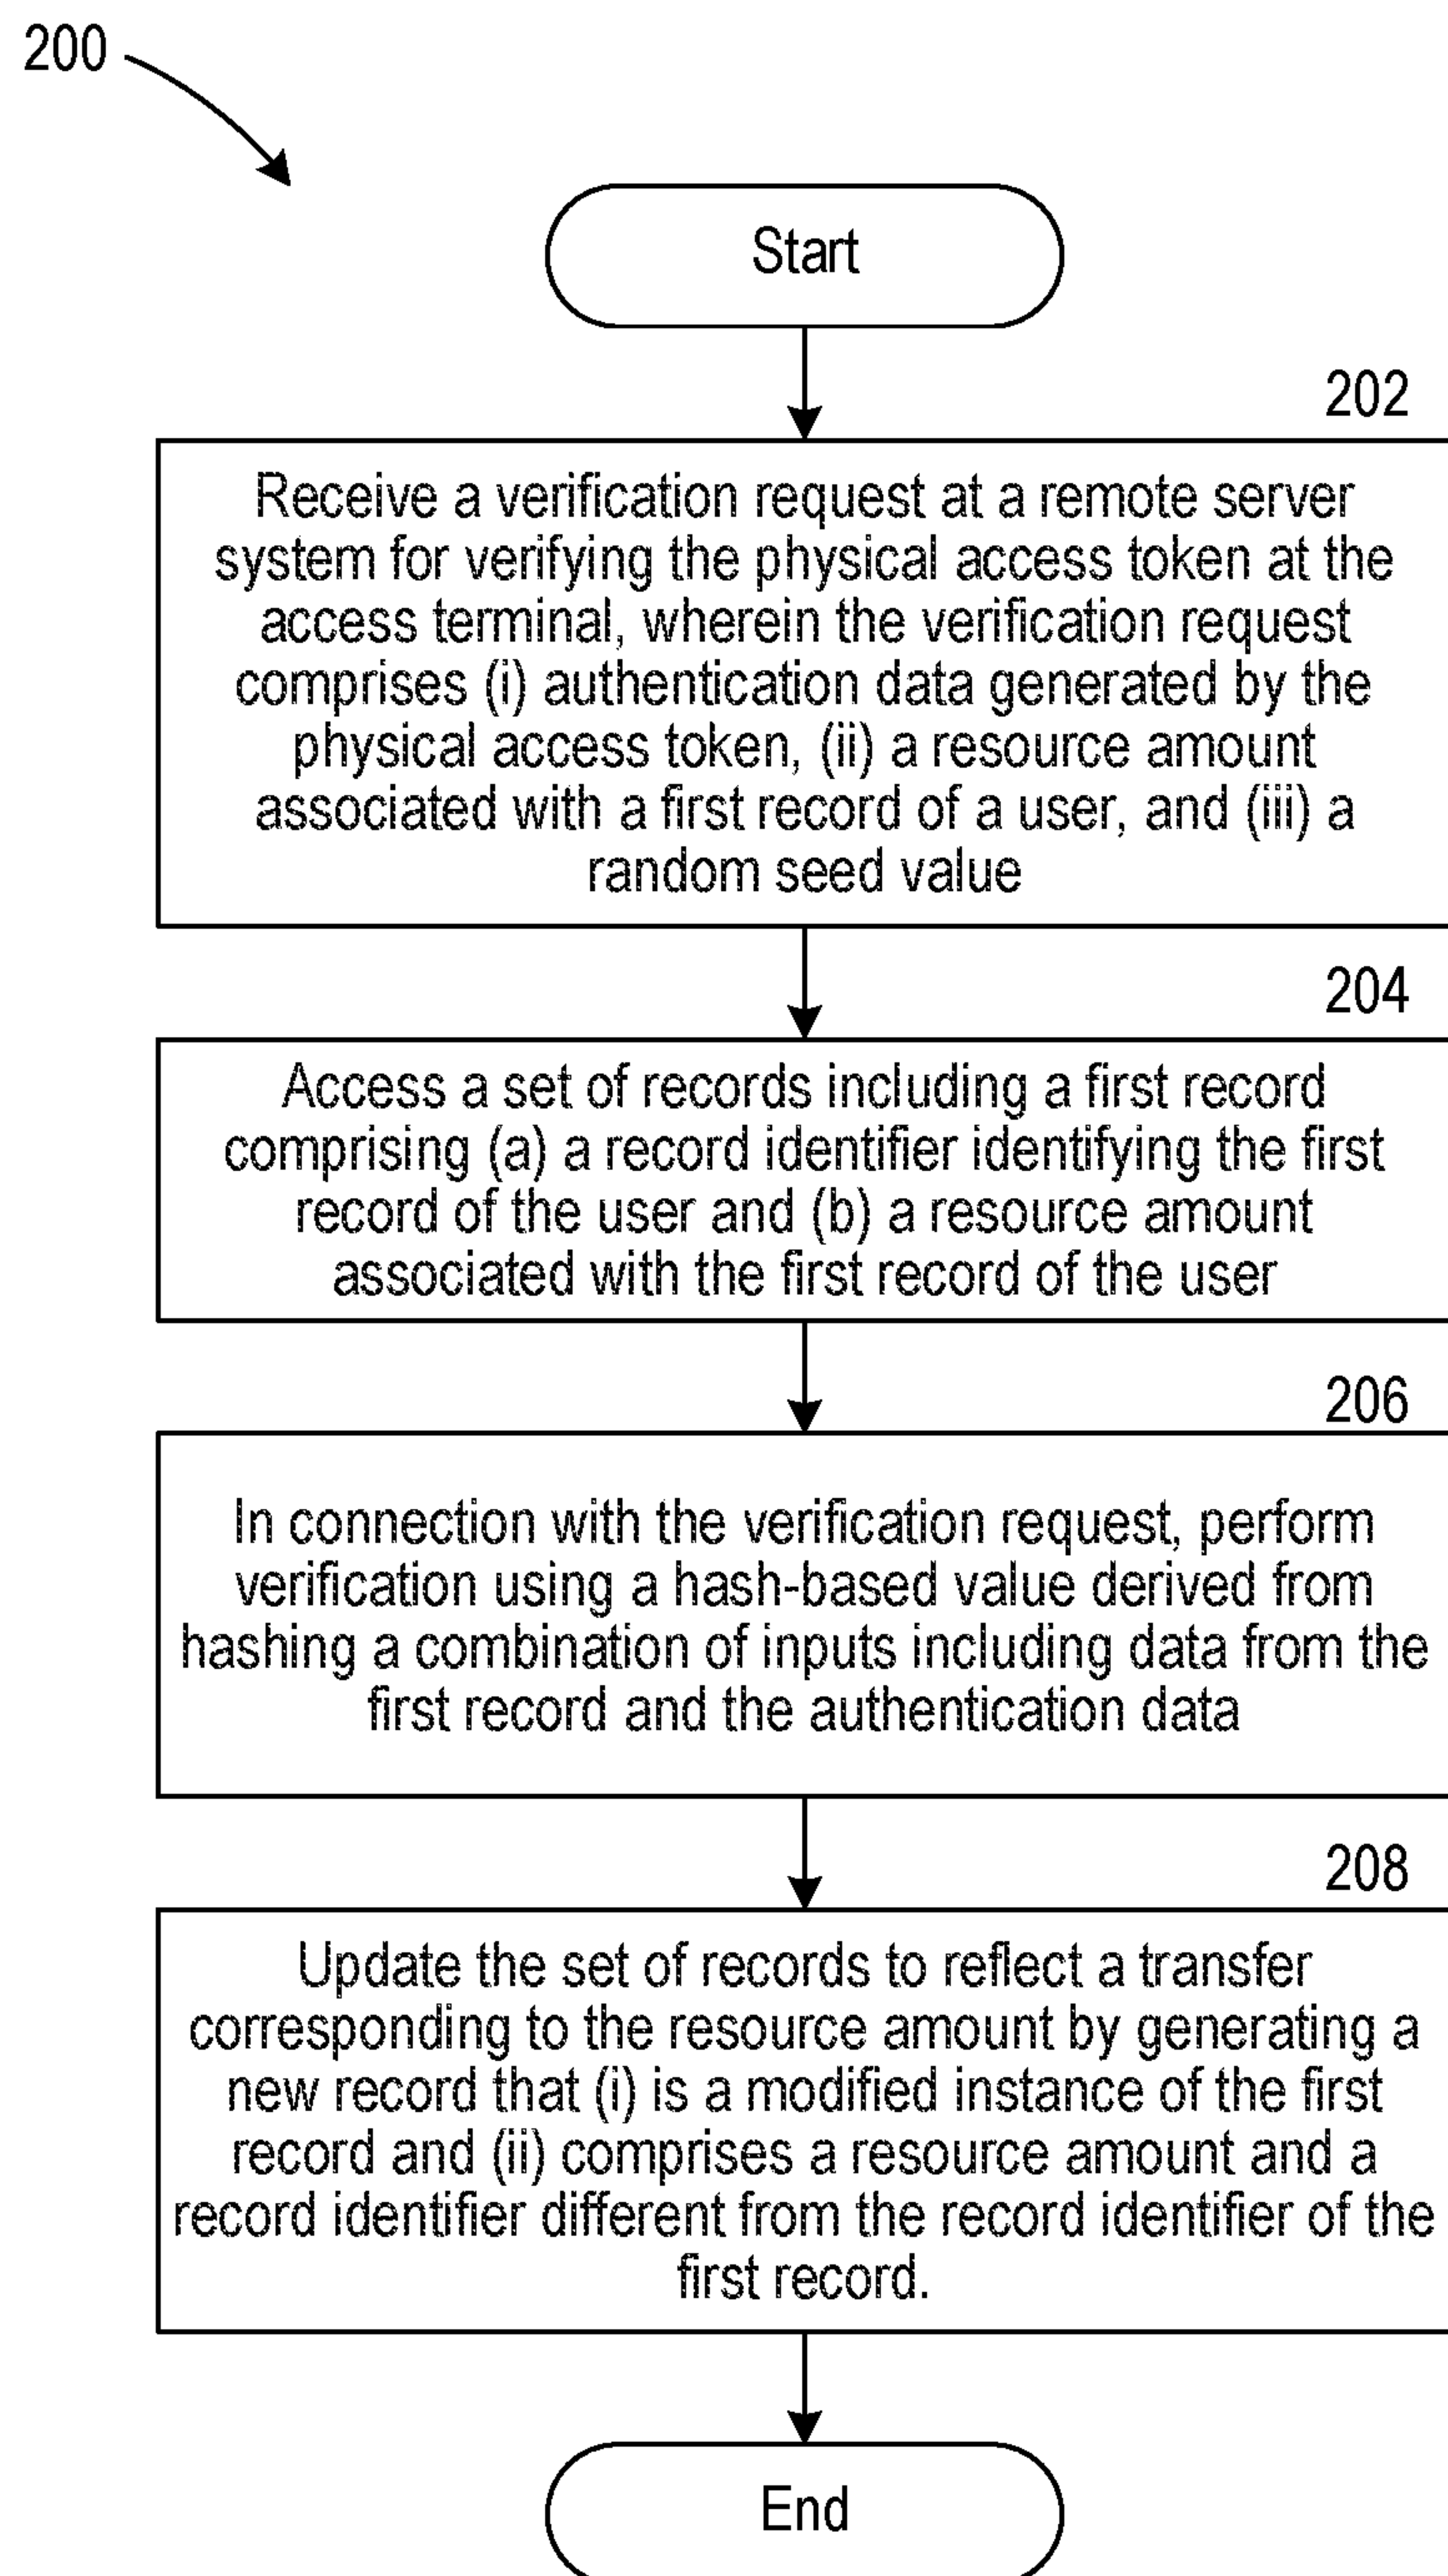 200
Start
202
Receive a verification request at a remote server
system for verifying the physical access token at the
access terminal, wherein the verification request
comprises (i) authentication data generated by the
physical access token, (ii) a resource amount
associated with a first record of a user, and (iii) a
random seed value
204
Access a set of records including a first record
comprising (a) a record identifier identifying the first
record of the user and (b) a resource amount
associated with the first record of the user
206
In connection with the verification request, perform
verification using a hash-based value derived from
hashing a combination of inputs including data from the
first record and the authentication data
208
Update the set of records to reflect a transfer
corresponding to the resource amount by generating a
new record that (i) is a modified instance of the first
record and (ii) comprises a resource amount and a
record identifier different from the record identifier of the
first record.
End